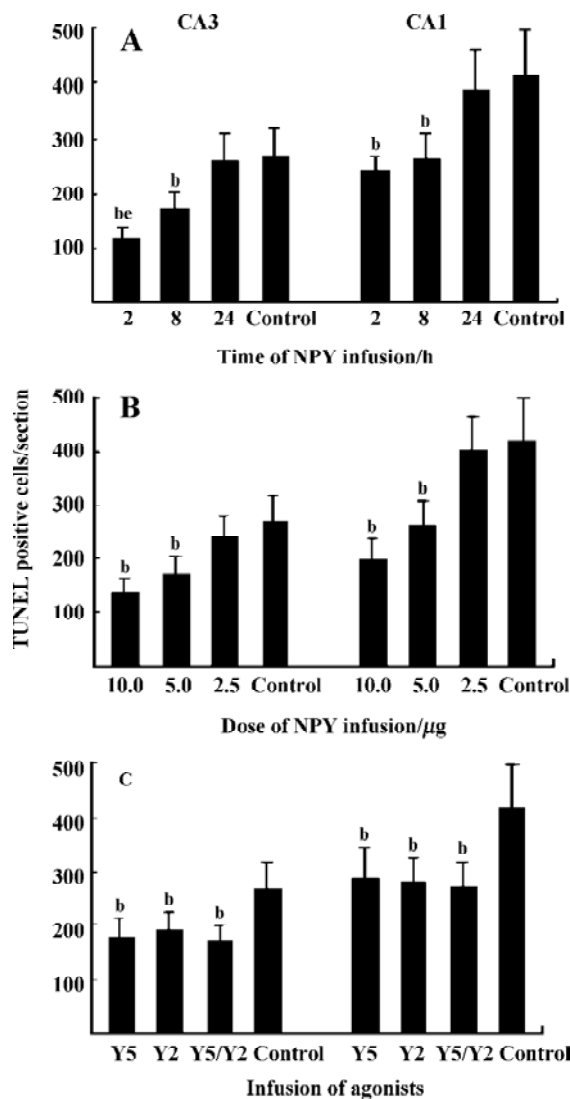 CA3 CA1
A
500
400
300
200
100
be b b b
2 8 24 Control 2 8 24 Control
Time of NPY infusion/h
TUNEL positive cells/section
B
500
400
300
200
100
b b b b
10.0 5.0 2.5 Control 10.0 5.0 2.5 Control
Dose of NPY infusion/μg
C
500
400
300
200
100
b b b b b b
Y5 Y2 Y5/Y2 Control Y5 Y2 Y5/Y2 Control
Infusion of agonists